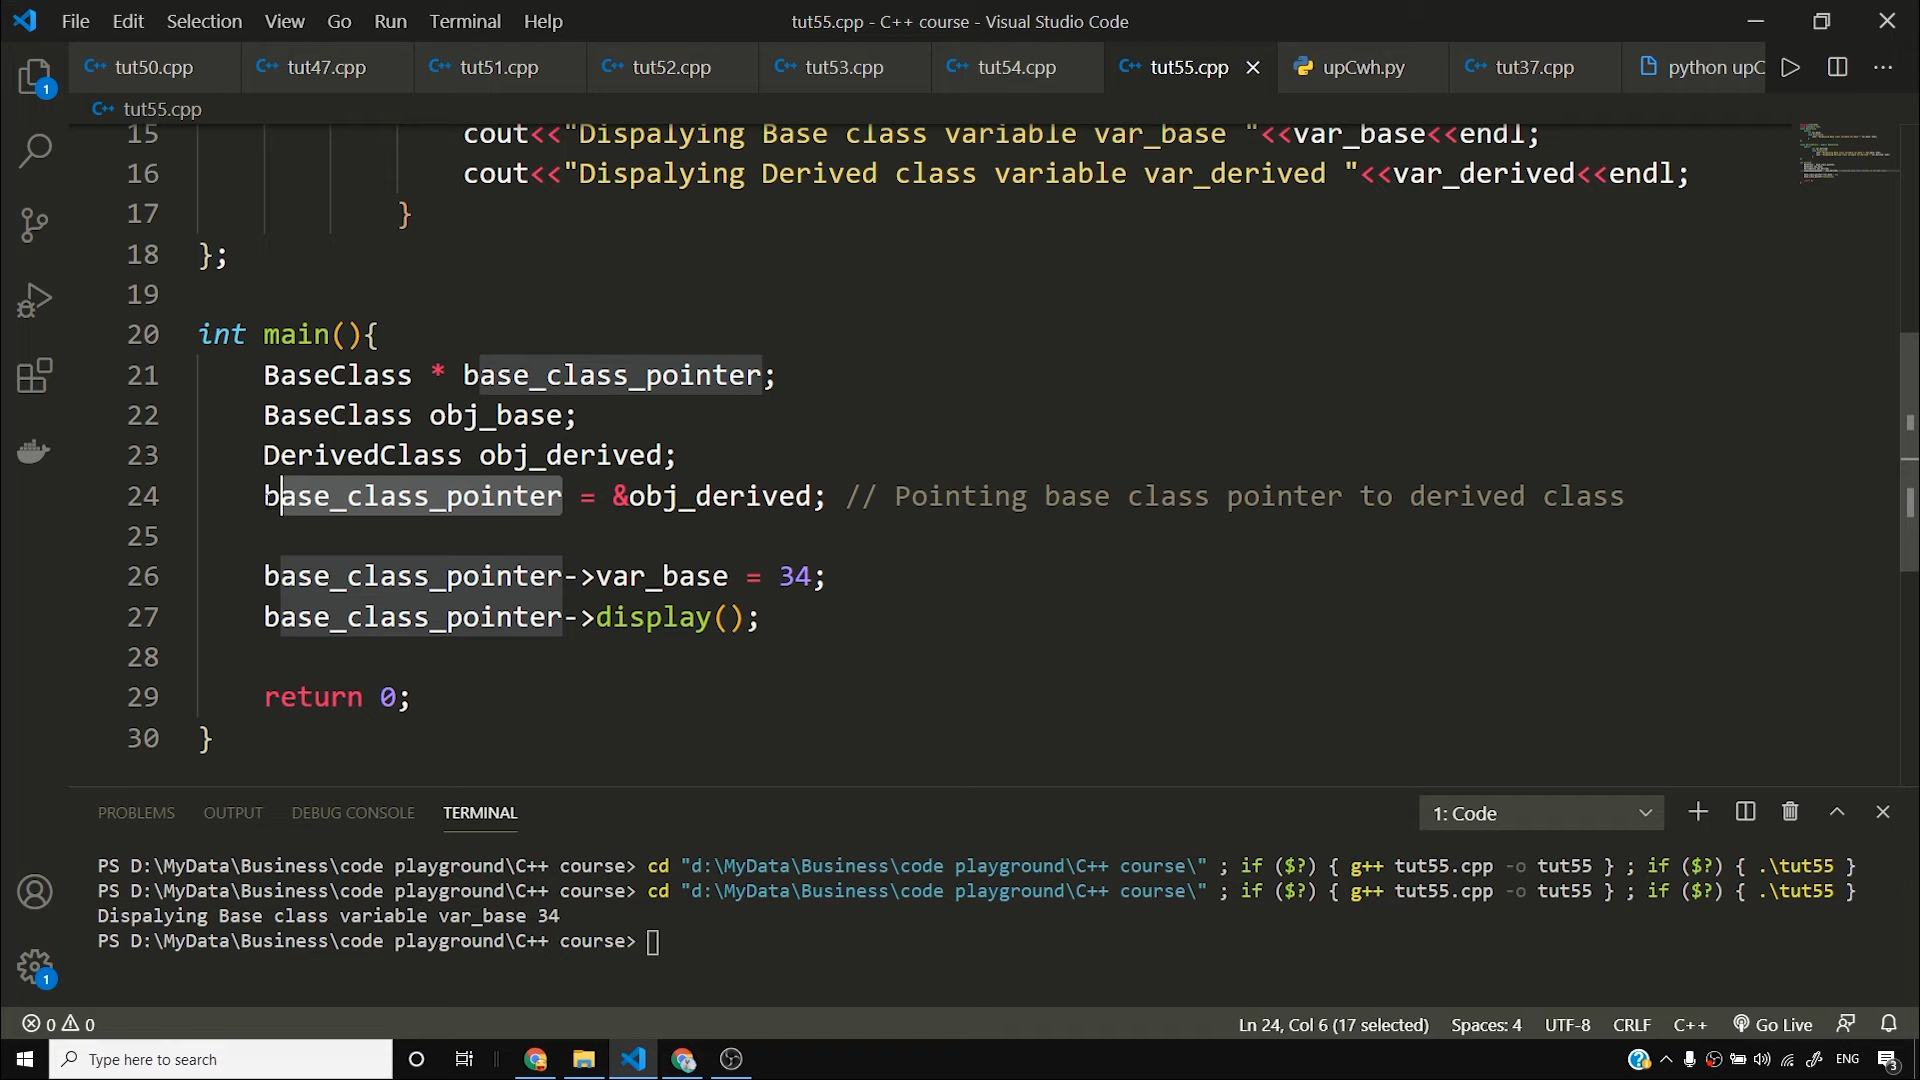 File Edit Selection View Go Run Terminal Help tut55.cpp - C++ course - Visual Studio Code
tut50.cpp tut47.cpp tut51.cpp tut52.cpp tut53.cpp tut54.cpp tut55.cpp upCwh.py tut37.cpp python upC
1
tut55.cpp
15 cout<<"Dispalying Base class variable var_base "<<var_base<<endl;
16 cout<<"Dispalying Derived class variable var_derived "<<var_derived<<endl;
17 }
18 };
19
20 int main(){
21 BaseClass * base_class_pointer;
22 BaseClass obj_base;
23 DerivedClass obj_derived;
24 base_class_pointer = &obj_derived; // Pointing base class pointer to derived class
25
26 base_class_pointer->var_base = 34;
27 base_class_pointer->display();
28
29 return 0;
30 }
PROBLEMS OUTPUT DEBUG CONSOLE TERMINAL 1: Code
PS D:\MyData\Business\code playground\C++ course> cd "d:\MyData\Business\code playground\C++ course\" ; if ($?) { g++ tut55.cpp -o tut55 } ; if ($?) { .\tut55 }
PS D:\MyData\Business\code playground\C++ course> cd "d:\MyData\Business\code playground\C++ course\" ; if ($?) { g++ tut55.cpp -o tut55 } ; if ($?) { .\tut55 }
Dispalying Base class variable var_base 34
PS D:\MyData\Business\code playground\C++ course>
1
0 0 Ln 24, Col 6 (17 selected) Spaces: 4 UTF-8 CRLF C++ Go Live
Type here to search ENG 3